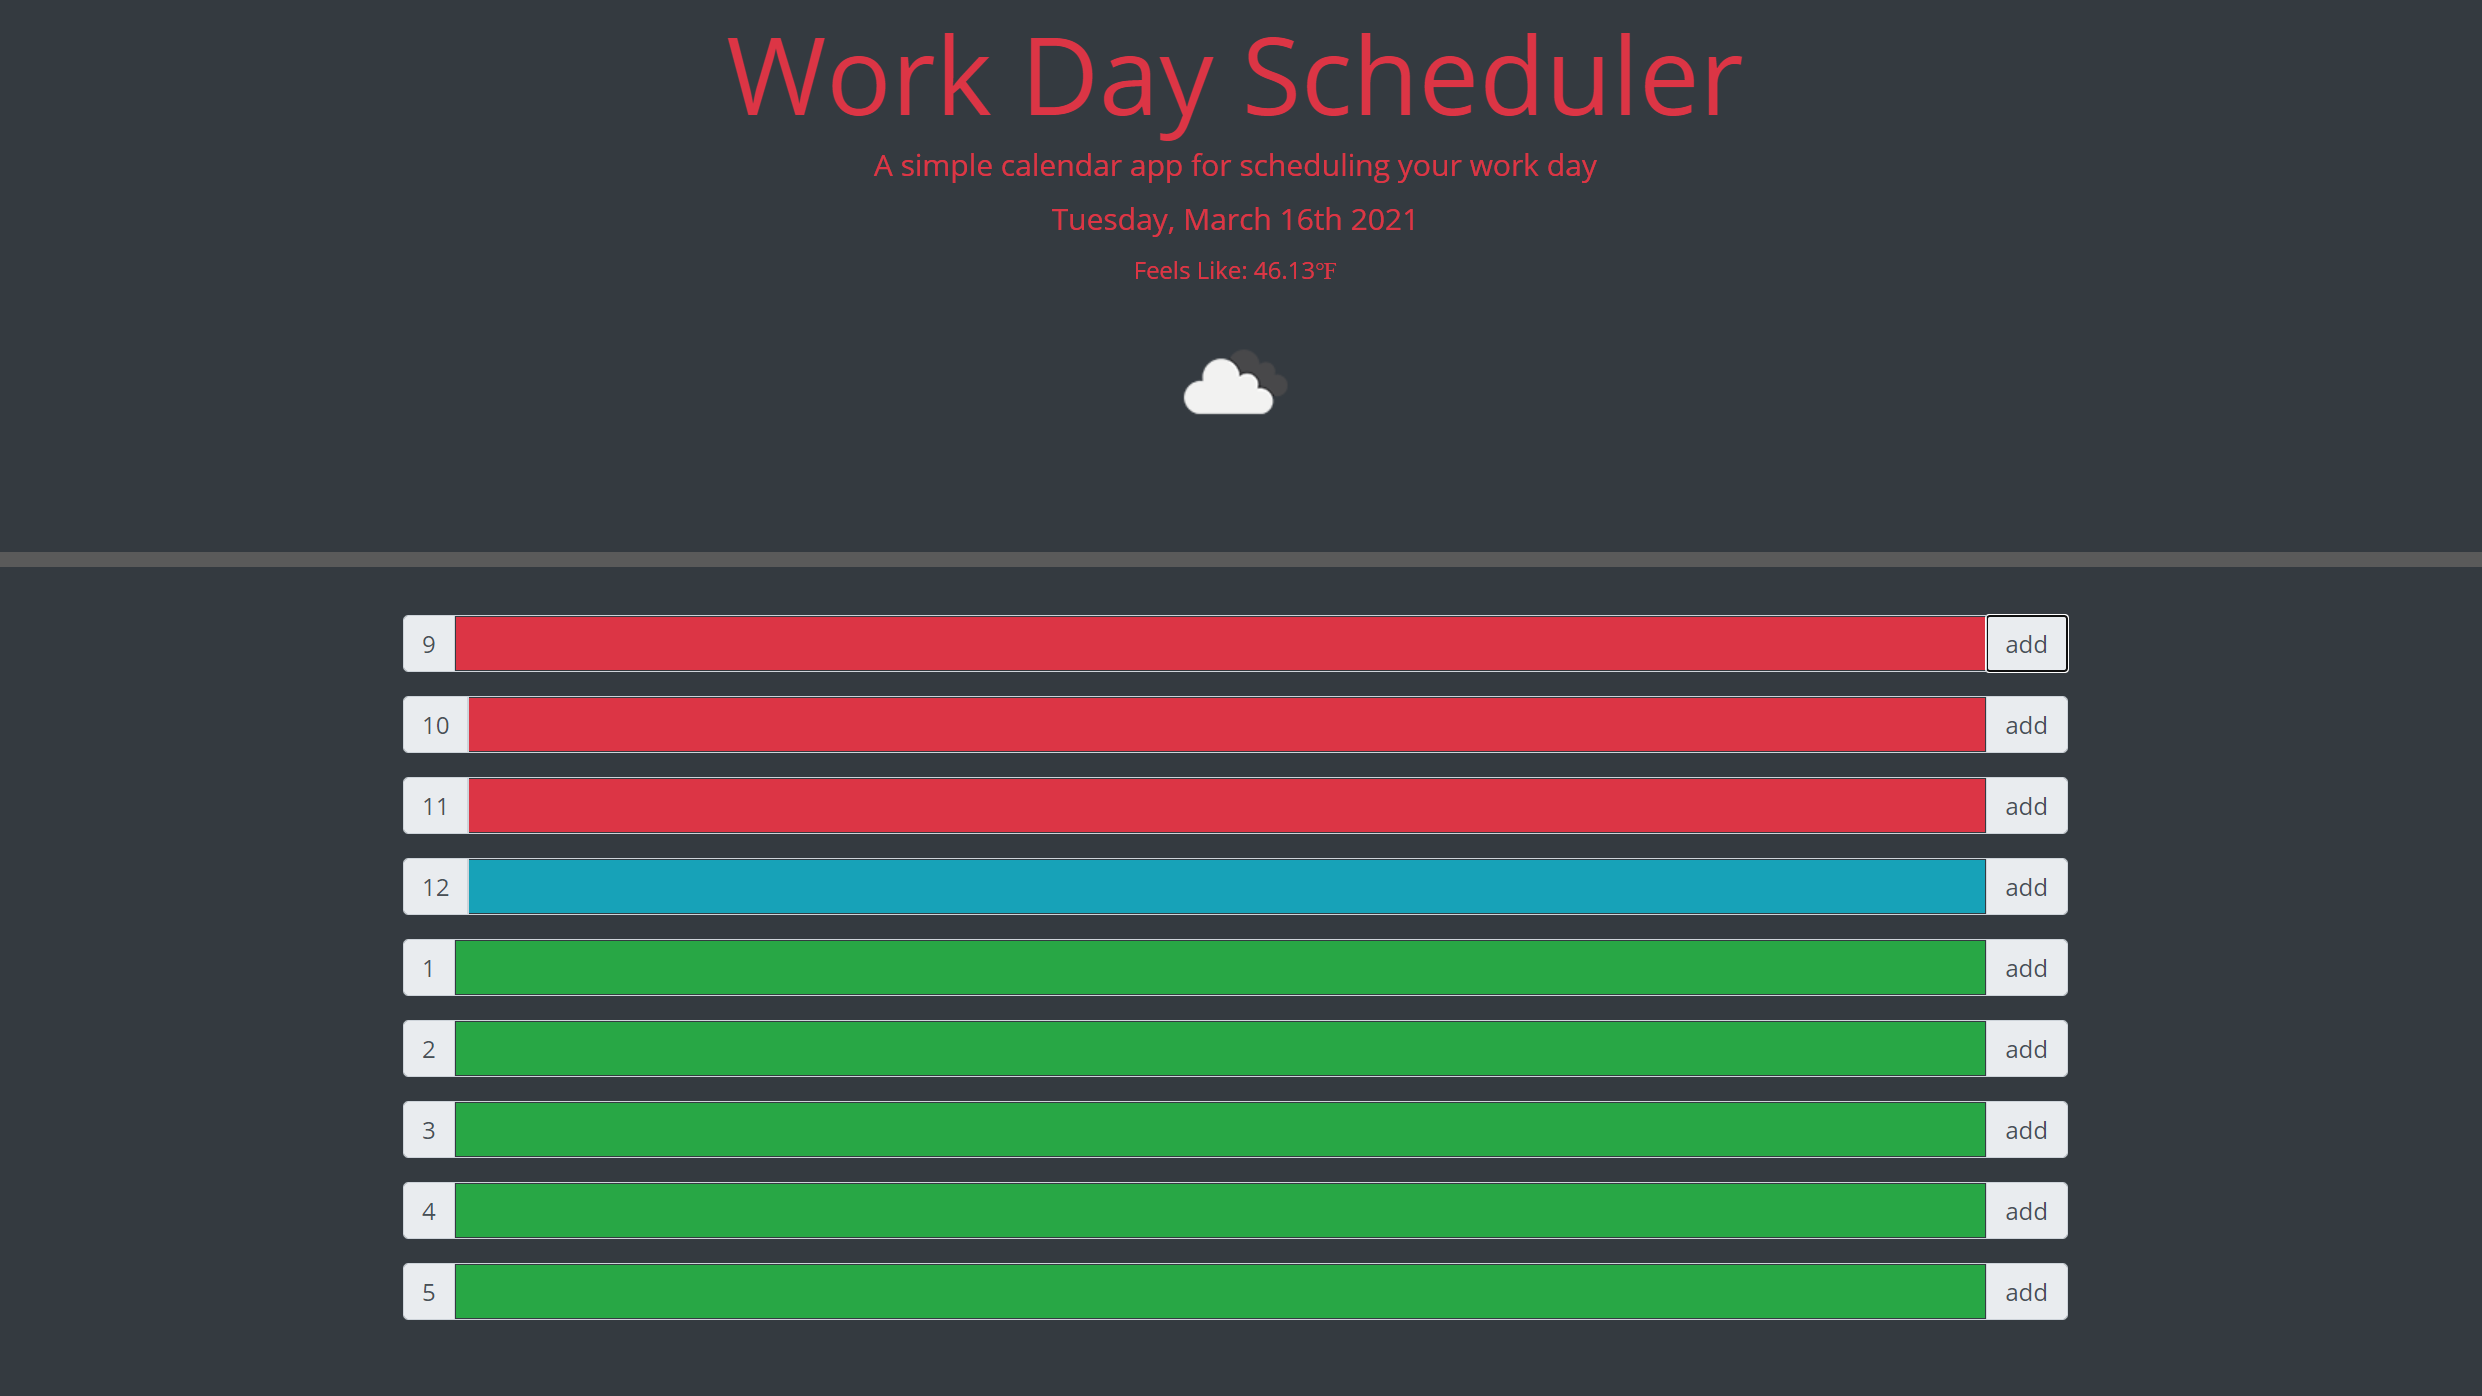 Work Day Scheduler
A simple calendar app for scheduling your work day
Tuesday, March 16th 2021
Feels Like: 46.13°F
9 add
10 add
11 add
12 add
1 add
2 add
3 add
4 add
5 add